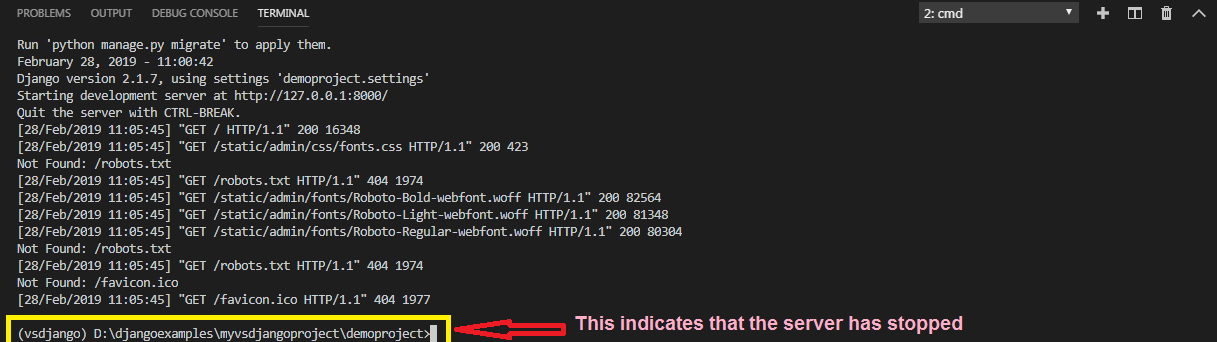 PROBLEMS OUTPUT DEBUG CONSOLE TERMINAL 2: cmd
Run 'python manage.py migrate' to apply them.
February 28, 2019 - 11:00:42
Django version 2.1.7, using settings 'demoproject.settings'
Starting development server at http://127.0.0.1:8000/
Quit the server with CTRL-BREAK.
[28/Feb/2019 11:05:45] "GET / HTTP/1.1" 200 16348
[28/Feb/2019 11:05:45] "GET /static/admin/css/fonts.css HTTP/1.1" 200 423
Not Found: /robots.txt
[28/Feb/2019 11:05:45] "GET /robots.txt HTTP/1.1" 404 1974
[28/Feb/2019 11:05:45] "GET /static/admin/fonts/Roboto-Bold-webfont.woff HTTP/1.1" 200 82564
[28/Feb/2019 11:05:45] "GET /static/admin/fonts/Roboto-Light-webfont.woff HTTP/1.1" 200 81348
[28/Feb/2019 11:05:45] "GET /static/admin/fonts/Roboto-Regular-webfont.woff HTTP/1.1" 200 80304
Not Found: /robots.txt
[28/Feb/2019 11:05:45] "GET /robots.txt HTTP/1.1" 404 1974
Not Found: /favicon.ico
[28/Feb/2019 11:05:45] "GET /favicon.ico HTTP/1.1" 404 1977
(vsdjango) D:\djangoexamples\myvsdjangoproject\demoproject>
This indicates that the server has stopped